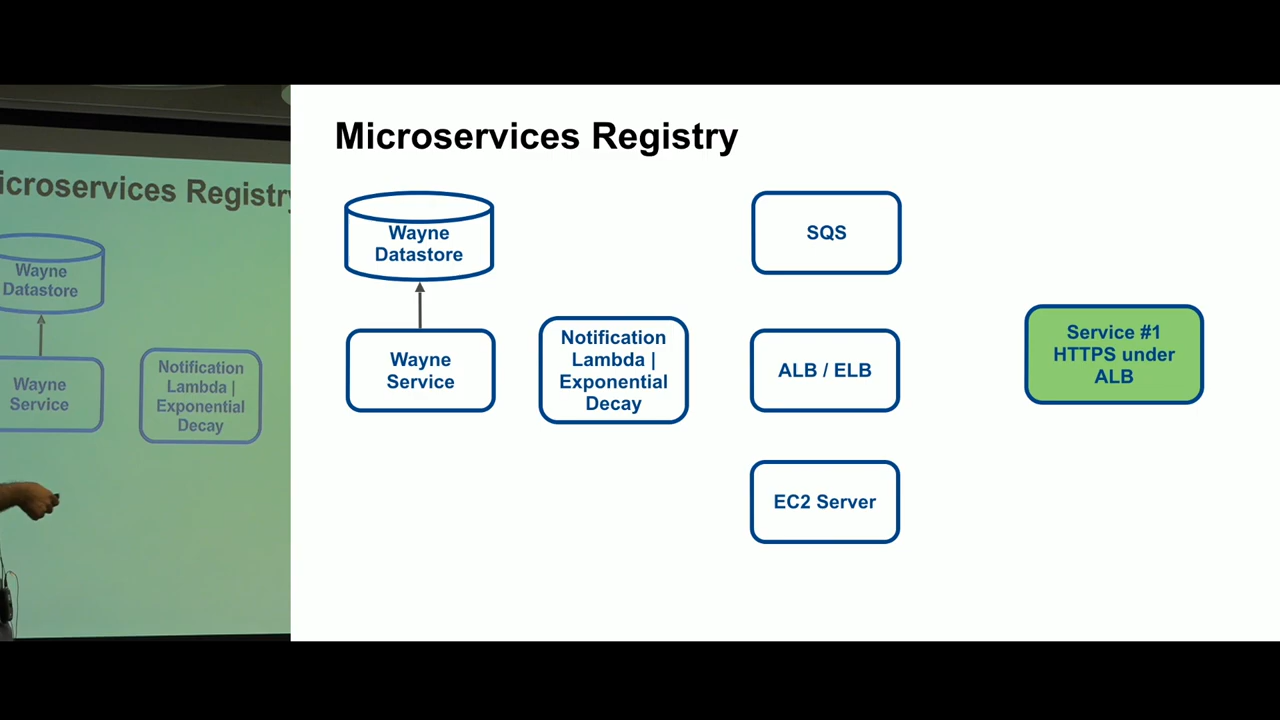 Microservices Registry
Wayne
Datastore
SQS
Wayne
Service
Notification
Lambda |
Exponential
Decay
ALB / ELB
Service #1
HTTPS under
ALB
EC2 Server
icroservices Registry
Wayne
Datastore
Wayne
Service
Notification
Lambda |
Exponential
Decay